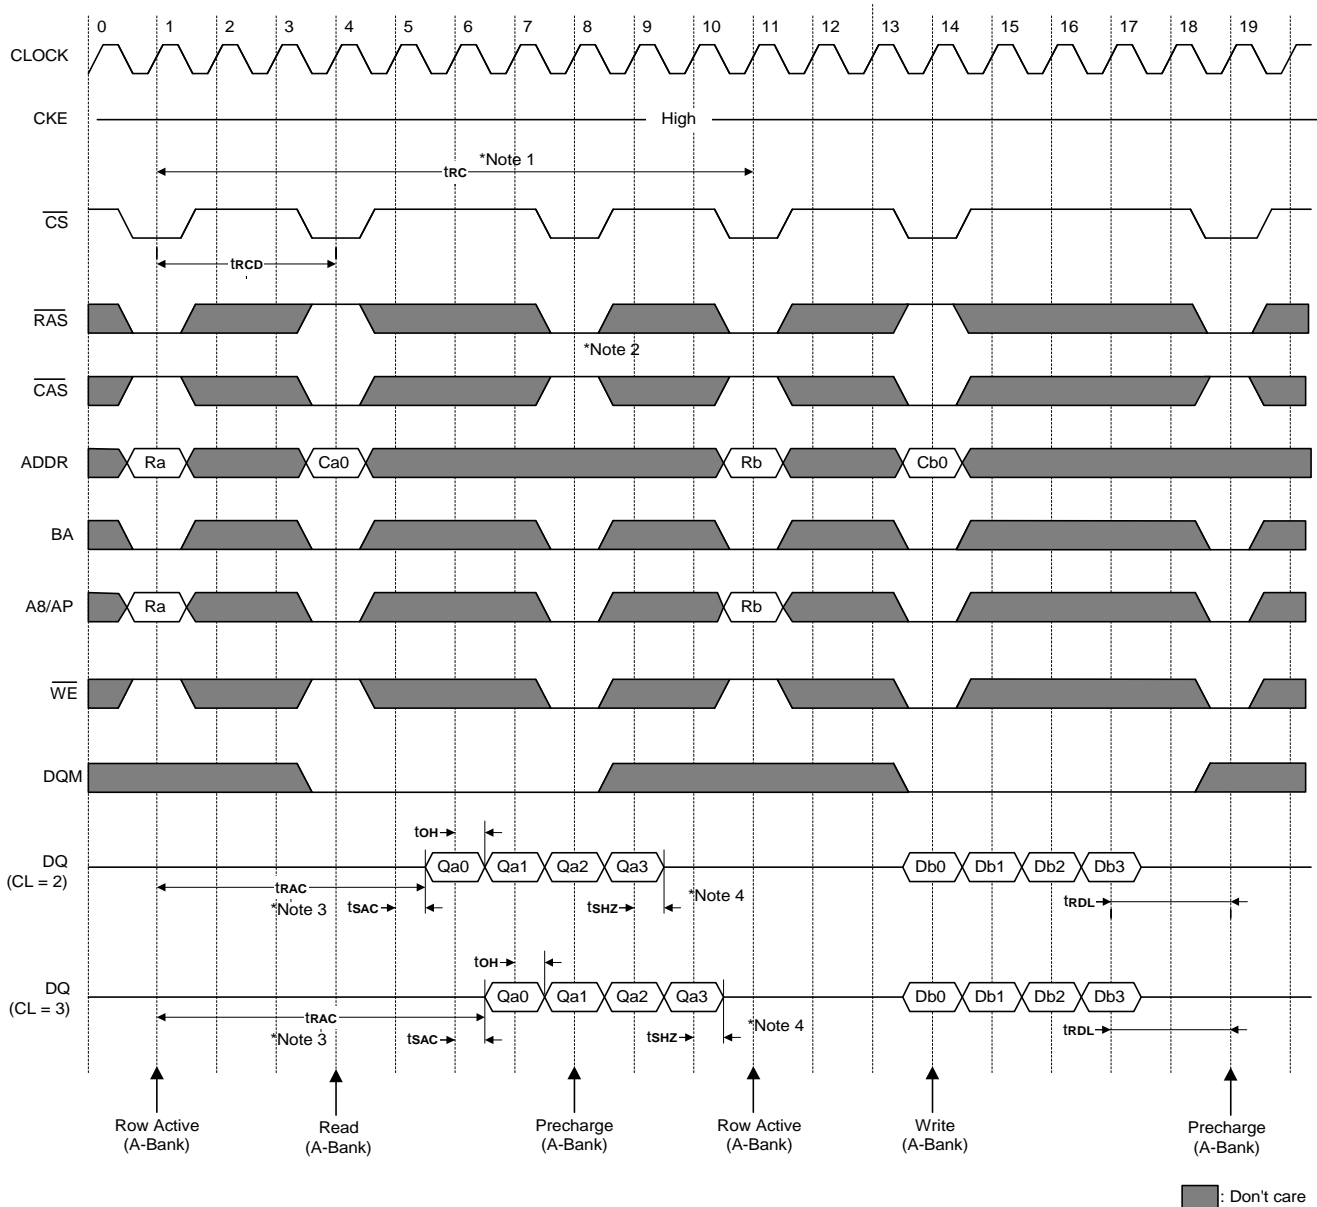 0 1 2 3 4 5 6 7 8 9 10 11 12 13 14 15 16 17 18 19
CLOCK
CKE High
*Note 1
tRC
CS
tRCD
RAS
*Note 2
CAS
ADDR Ra Ca0 Rb Cb0
BA
A8/AP Ra Rb
WE
DQM
tOH
DQ Qa0 Qa1 Qa2 Qa3 Db0 Db1 Db2 Db3
(CL = 2)
tRAC
*Note 3 tSAC tSHZ *Note 4 tRDL
tOH
DQ Qa0 Qa1 Qa2 Qa3 Db0 Db1 Db2 Db3
(CL = 3)
tRAC
*Note 3 tSAC tSHZ *Note 4 tRDL
Row Active Read Precharge Row Active Write Precharge
(A-Bank) (A-Bank) (A-Bank) (A-Bank) (A-Bank) (A-Bank)
: Don't care